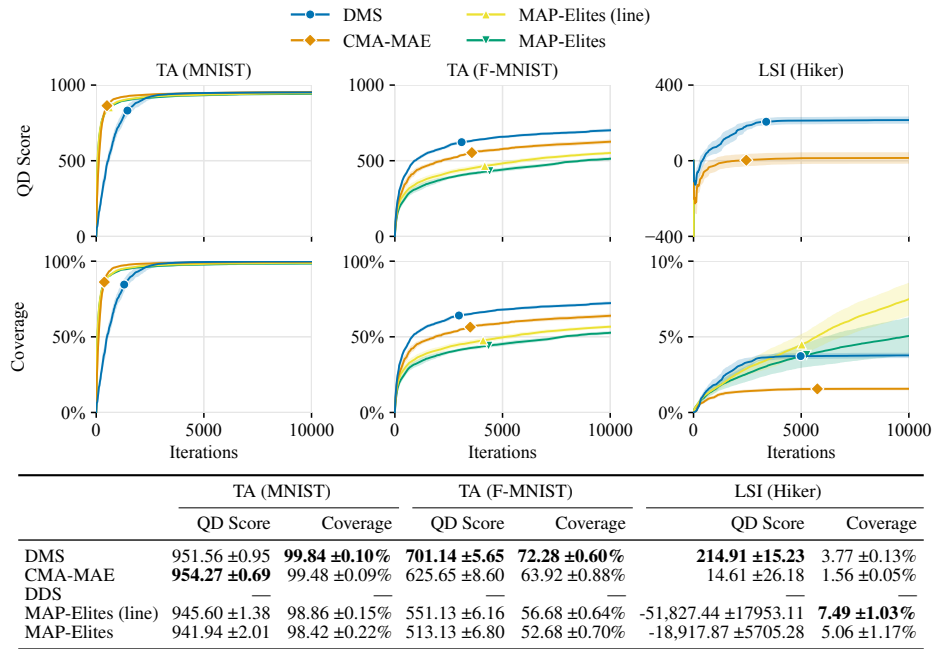 DMS
MAP-Elites (line)
CMA-MAE
MAP-Elites
TA (MNIST)
TA (F-MNIST)
LSI (Hiker)
QD Score
1000
500
0
1000
500
0
400
0
−400
Coverage
100%
50%
0%
100%
50%
0%
10%
5%
0%
0 5000 10000
0 5000 10000
0 5000 10000
Iterations
Iterations
Iterations
TA (MNIST) TA (F-MNIST) LSI (Hiker)
QD Score Coverage QD Score Coverage QD Score Coverage
DMS 951.56 ±0.95 99.84 ±0.10% 701.14 ±5.65 72.28 ±0.60% 214.91 ±15.23 3.77 ±0.13%
CMA-MAE 954.27 ±0.69 99.48 ±0.09% 625.65 ±8.60 63.92 ±0.88% 14.61 ±26.18 1.56 ±0.05%
DDS — — — — — —
MAP-Elites (line) 945.60 ±1.38 98.86 ±0.15% 551.13 ±6.16 56.68 ±0.64% -51,827.44 ±17953.11 7.49 ±1.03%
MAP-Elites 941.94 ±2.01 98.42 ±0.22% 513.13 ±6.80 52.68 ±0.70% -18,917.87 ±5705.28 5.06 ±1.17%